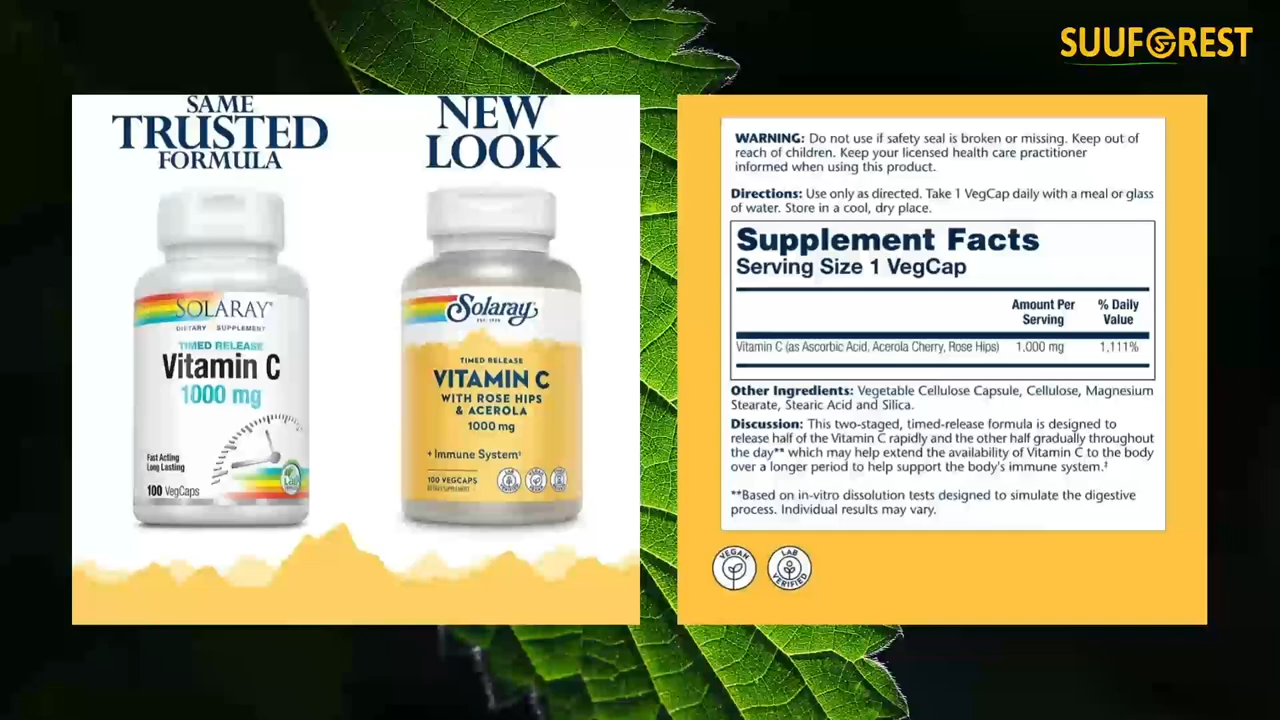 SUUFOREST
SAME
TRUSTED
FORMULA
NEW
LOOK
SOLARAY®
DIETARY SUPPLEMENT
TIMED RELEASE
Vitamin C
1000 mg
Fast Acting
Long Lasting
100 VegCaps
Solaray
TIMED RELEASE
VITAMIN C
WITH ROSE HIPS
& ACEROLA
1000 mg
+ Immune System‡
100 VEGCAPS
DIETARY SUPPLEMENT
WARNING: Do not use if safety seal is broken or missing. Keep out of
reach of children. Keep your licensed health care practitioner
informed when using this product.
Directions: Use only as directed. Take 1 VegCap daily with a meal or glass
of water. Store in a cool, dry place.
Supplement Facts
Serving Size 1 VegCap
Amount Per
Serving
% Daily
Value
Vitamin C (as Ascorbic Acid, Acerola Cherry, Rose Hips) 1,000 mg 1,111%
Other Ingredients: Vegetable Cellulose Capsule, Cellulose, Magnesium
Stearate, Stearic Acid and Silica.
Discussion: This two-staged, timed-release formula is designed to
release half of the Vitamin C rapidly and the other half gradually throughout
the day** which may help extend the availability of Vitamin C to the body
over a longer period to help support the body's immune system.‡
**Based on in-vitro dissolution tests designed to simulate the digestive
process. Individual results may vary.
VEGAN
LAB
VERIFIED